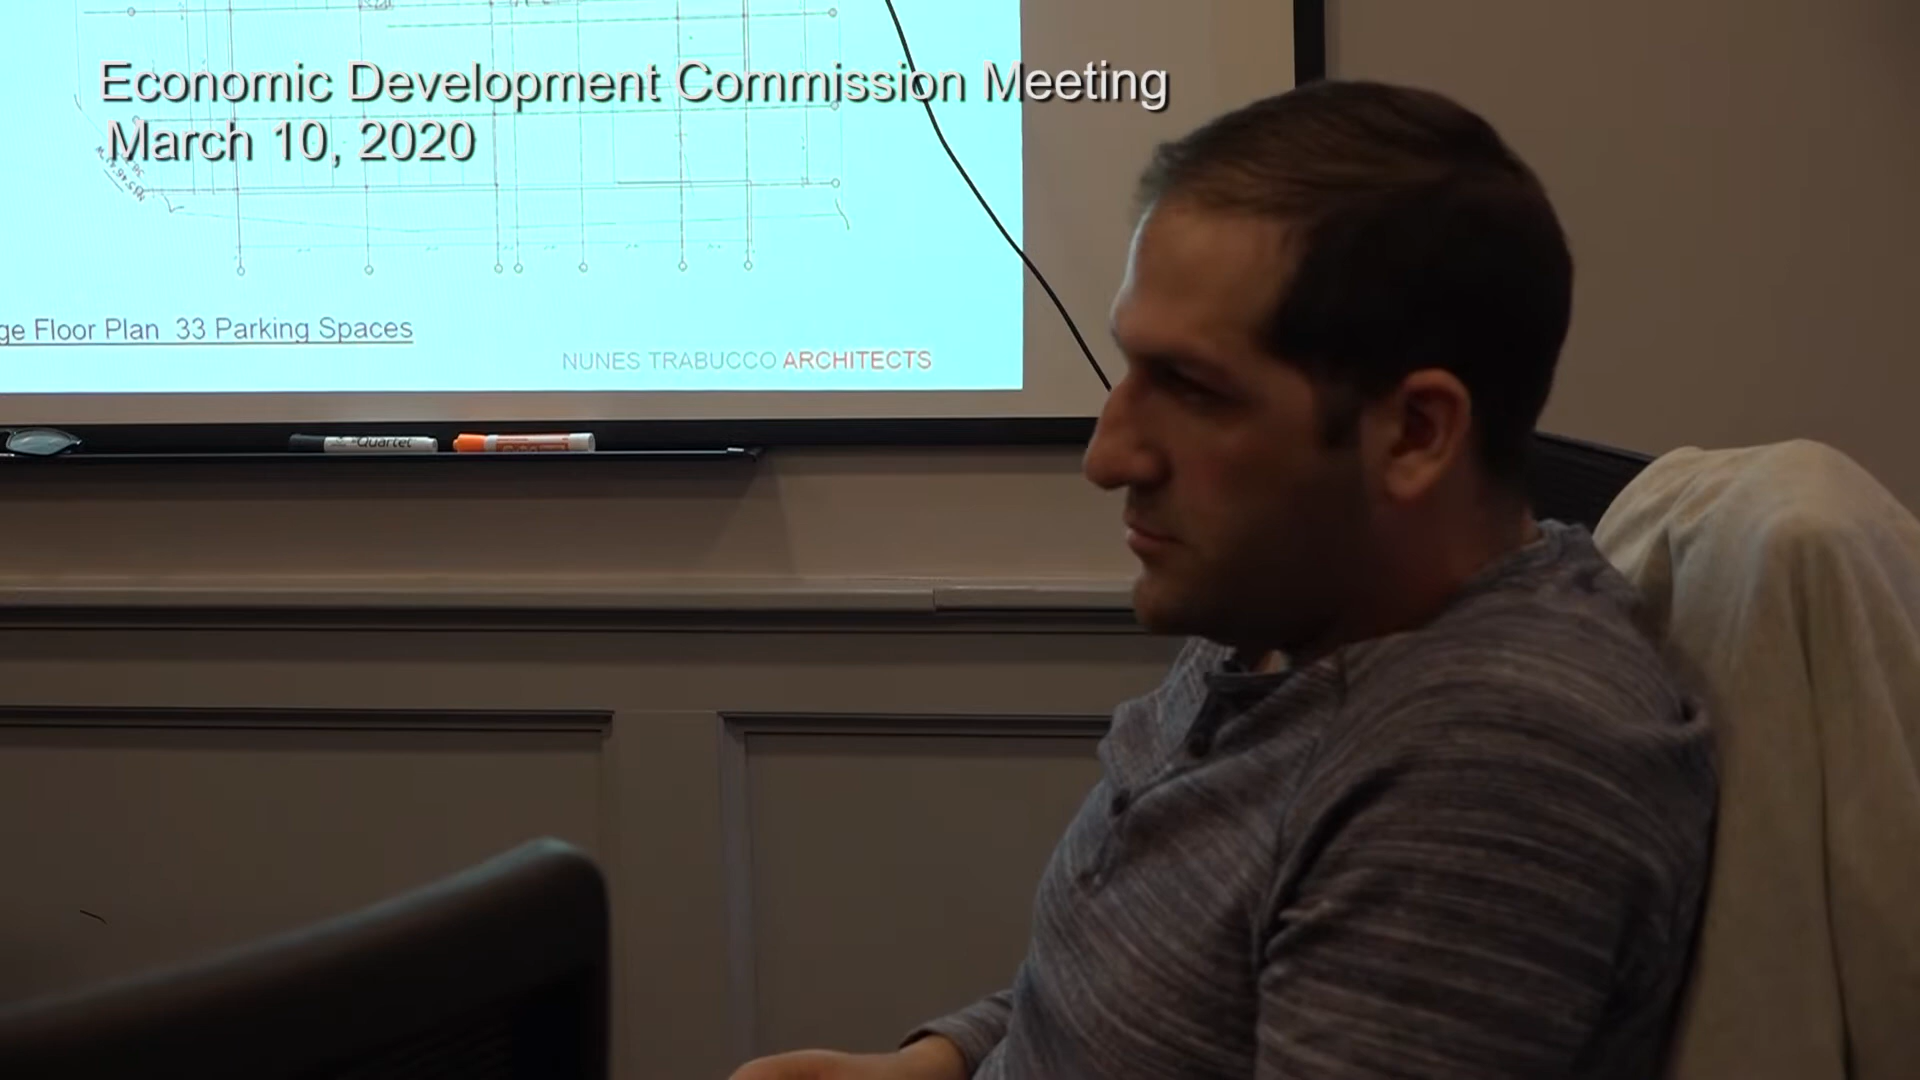 Economic Development Commission Meeting
March 10, 2020
ge Floor Plan 33 Parking Spaces
NUNES TRABUCCO ARCHITECTS
Quartet